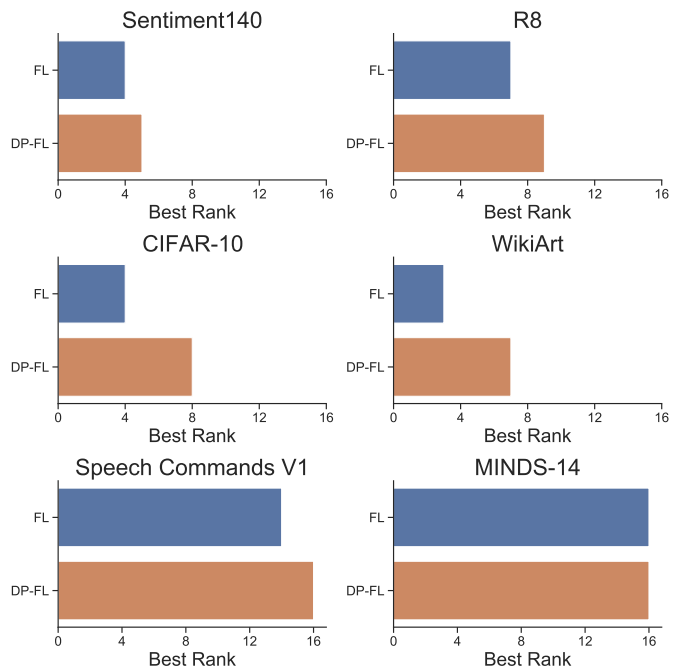 Sentiment140
FL
DP-FL
0 4 8 12 16
Best Rank
R8
FL
DP-FL
0 4 8 12 16
Best Rank
CIFAR-10
FL
DP-FL
0 4 8 12 16
Best Rank
WikiArt
FL
DP-FL
0 4 8 12 16
Best Rank
Speech Commands V1
FL
DP-FL
0 4 8 12 16
Best Rank
MINDS-14
FL
DP-FL
0 4 8 12 16
Best Rank